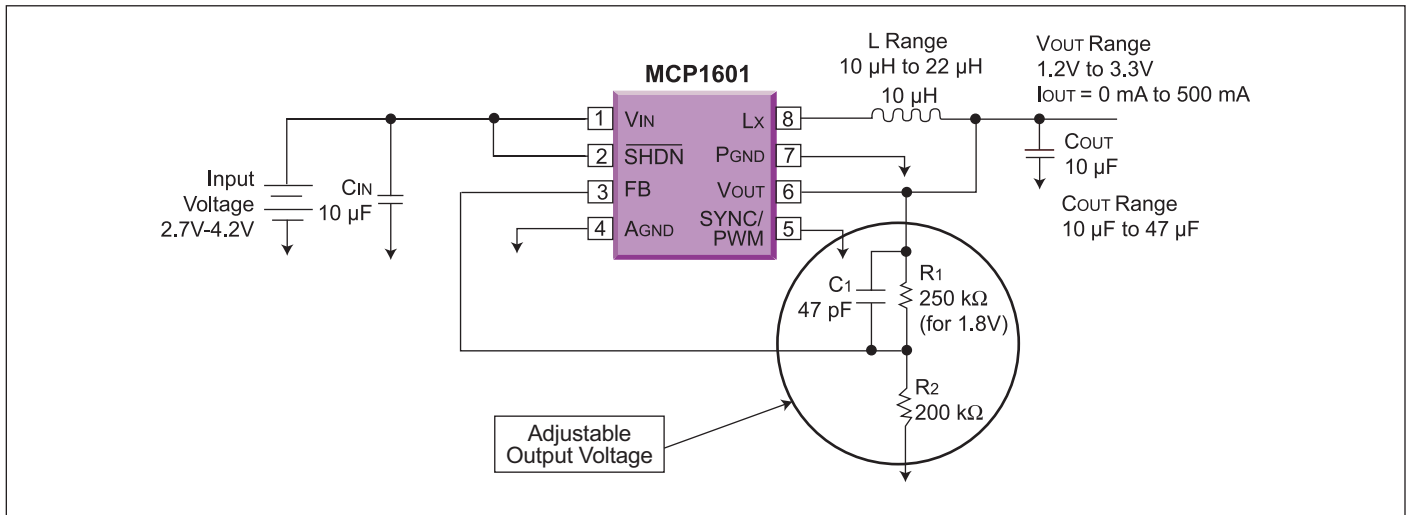 L Range
10 µH to 22 µH
10 µH
VOUT Range
1.2V to 3.3V
IOUT = 0 mA to 500 mA
MCP1601
1 VIN
LX 8
2 SHDN
PGND 7
3 FB
VOUT 6
4 AGND
SYNC/
PWM 5
Input
Voltage
2.7V-4.2V
CIN
10 µF
COUT
10 µF
COUT Range
10 µF to 47 µF
C1
47 pF
R1
250 kΩ
(for 1.8V)
R2
200 kΩ
Adjustable
Output Voltage